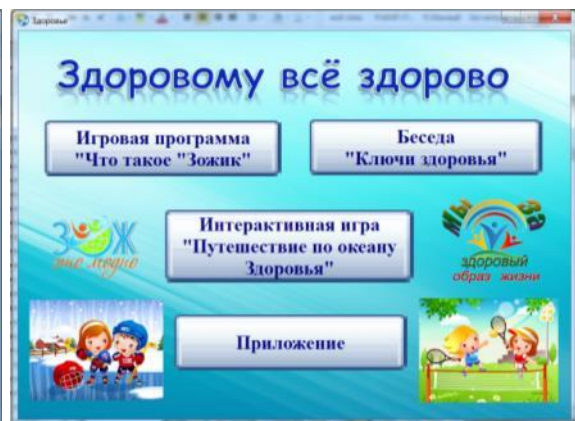 Здоровье
Здоровому всё здорово
Игровая программа
"Что такое "Зожик"
Беседа
"Ключи здоровья"
Интерактивная игра
"Путешествие по океану
Здоровья"
ЗОЖ
это модно
МЫ ЗА
здоровый
образ жизни
Приложение